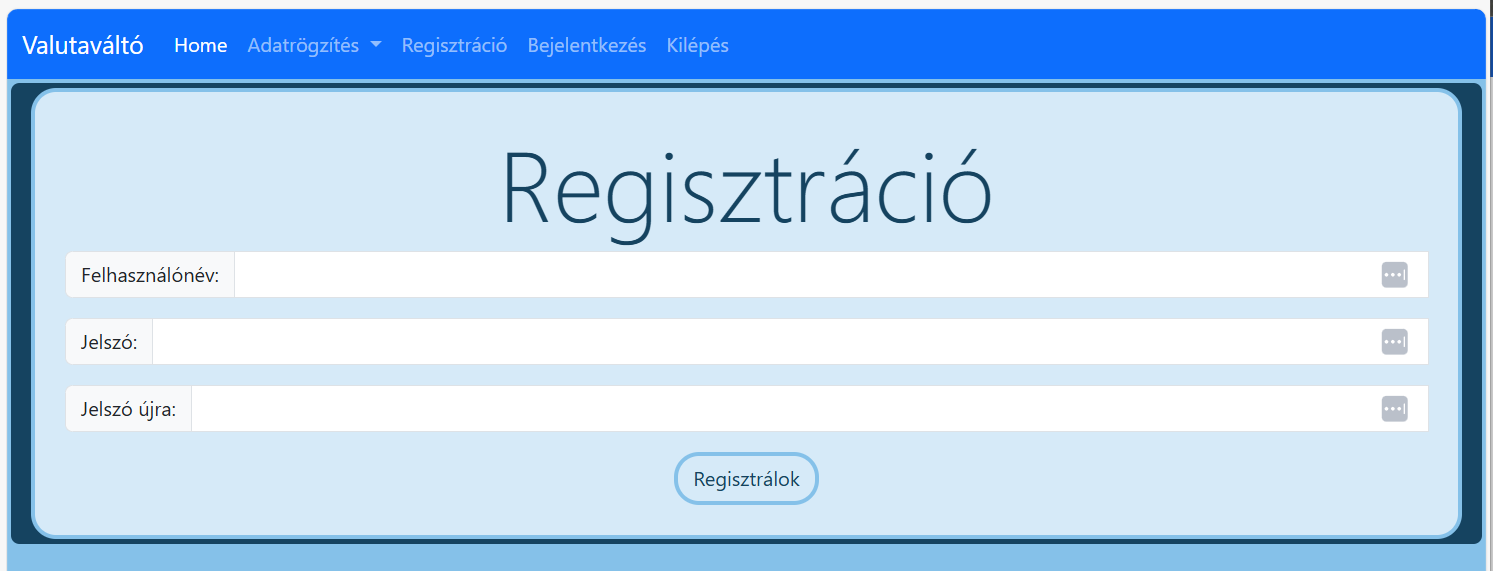 Valutaváltó Home Adatrögzítés Regisztráció Bejelentkezés Kilépés
Regisztráció
Felhasználónév:
Jelszó:
Jelszó újra:
Regisztrálok